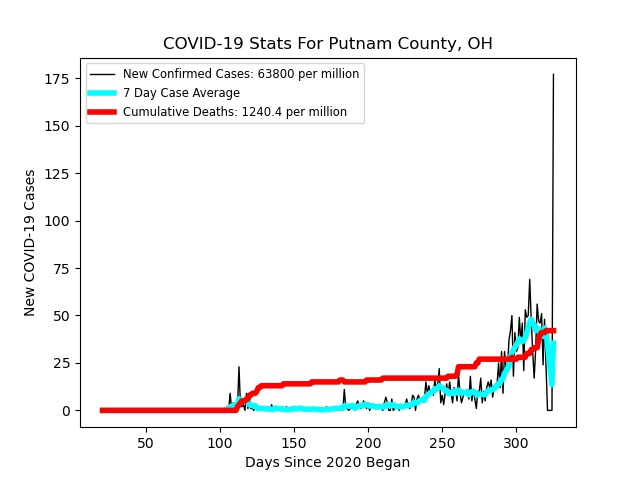 COVID-19 Stats For Putnam County, OH
New Confirmed Cases: 63800 per million
7 Day Case Average
Cumulative Deaths: 1240.4 per million
New COVID-19 Cases
175
150
125
100
75
50
25
0
50 100 150 200 250 300
Days Since 2020 Began